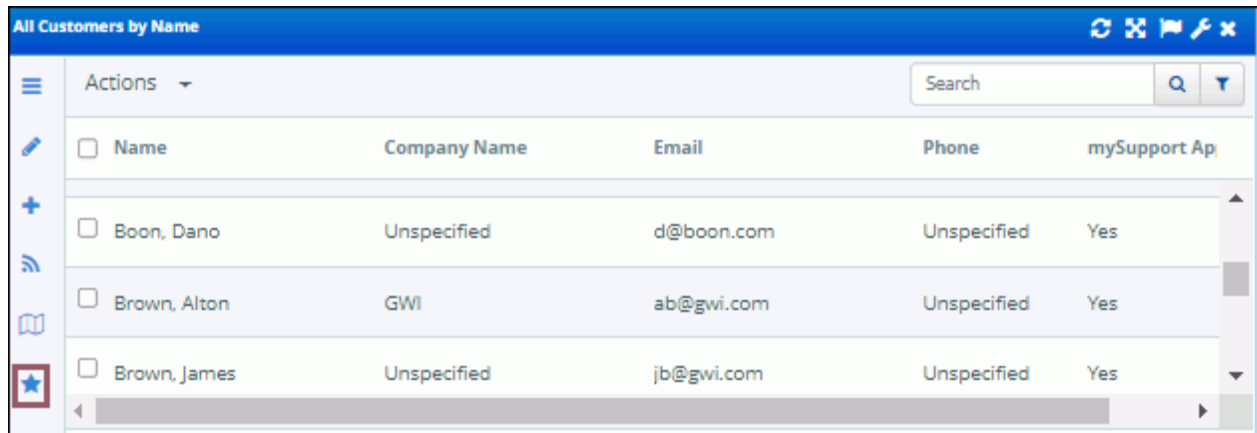 All Customers by Name
Actions
Search
Name Company Name Email Phone mySupport Ap
Boon, Dano Unspecified d@boon.com Unspecified Yes
Brown, Alton GWI ab@gwi.com Unspecified Yes
Brown, James Unspecified jb@gwi.com Unspecified Yes